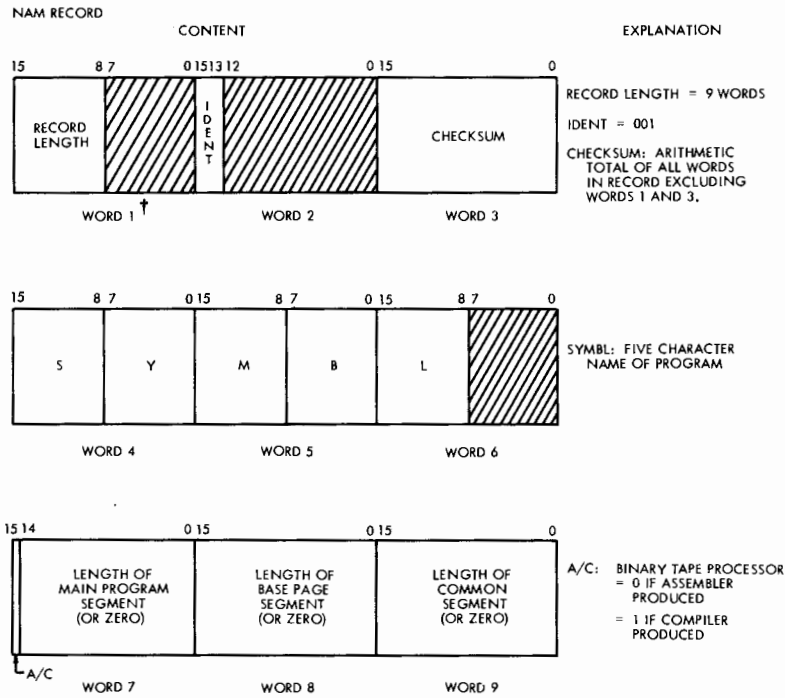 NAM RECORD
CONTENT EXPLANATION
15 8 7 0 15 13 12 0 15 0
RECORD LENGTH = 9 WORDS
RECORD
LENGTH
IDENT
CHECKSUM
IDENT = 001
CHECKSUM: ARITHMETIC
TOTAL OF ALL WORDS
IN RECORD EXCLUDING
WORDS 1 AND 3.
WORD 1 † WORD 2 WORD 3
15 8 7 0 15 8 7 0 15 8 7 0
S Y M B L
SYMBL: FIVE CHARACTER
NAME OF PROGRAM
WORD 4 WORD 5 WORD 6
15 14 0 15 0 15 0
LENGTH OF
MAIN PROGRAM
SEGMENT
(OR ZERO)
LENGTH OF
BASE PAGE
SEGMENT
(OR ZERO)
LENGTH OF
COMMON
SEGMENT
(OR ZERO)
A/C: BINARY TAPE PROCESSOR
= 0 IF ASSEMBLER
PRODUCED
= 1 IF COMPILER
PRODUCED
A/C
WORD 7 WORD 8 WORD 9